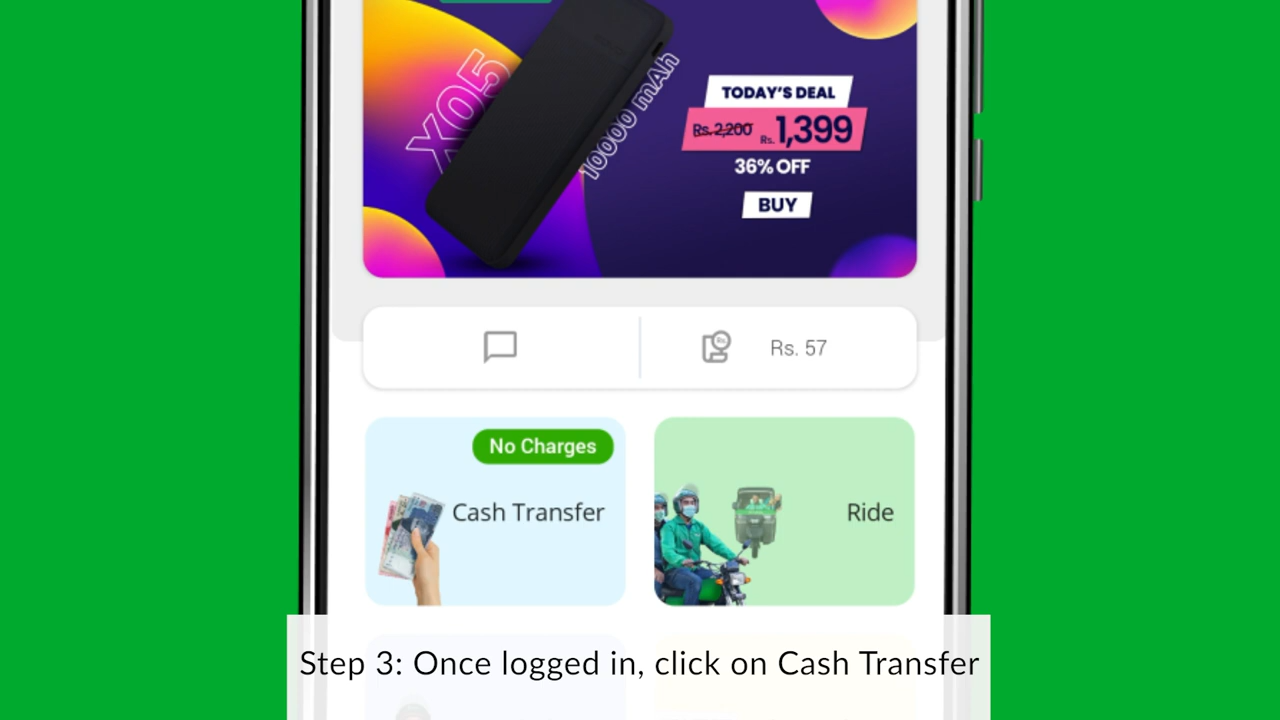 X05
10000 mAh
TODAY'S DEAL
Rs. 2,200 Rs. 1,399
36% OFF
BUY
Rs. 57
No Charges
Cash Transfer
Ride
Step 3: Once logged in, click on Cash Transfer